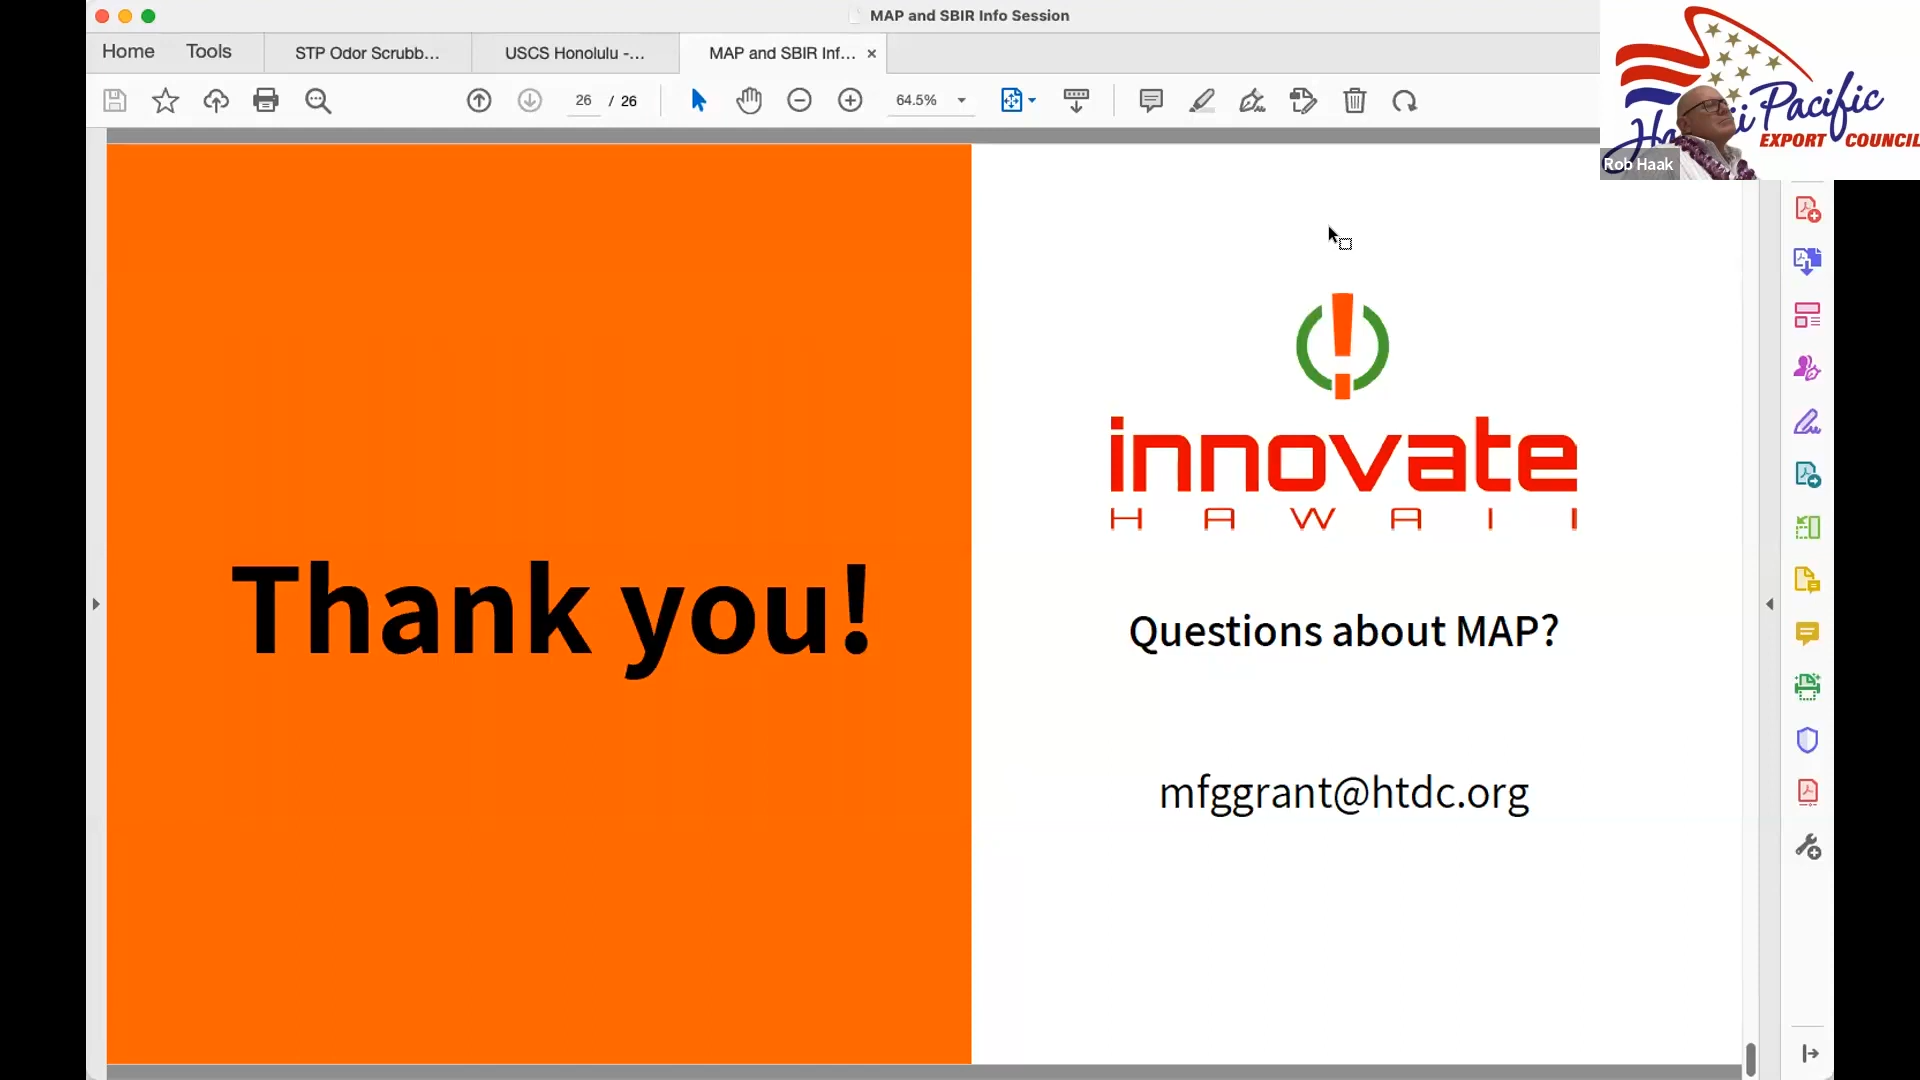 MAP and SBIR Info Session
Home
Tools
STP Odor Scrubb...
USCS Honolulu -...
MAP and SBIR Inf...
26 / 26
64.5%
Pacific
EXPORT COUNCIL
Rob Haak
innovate
HAWAII
Thank you!
Questions about MAP?
mfggrant@htdc.org